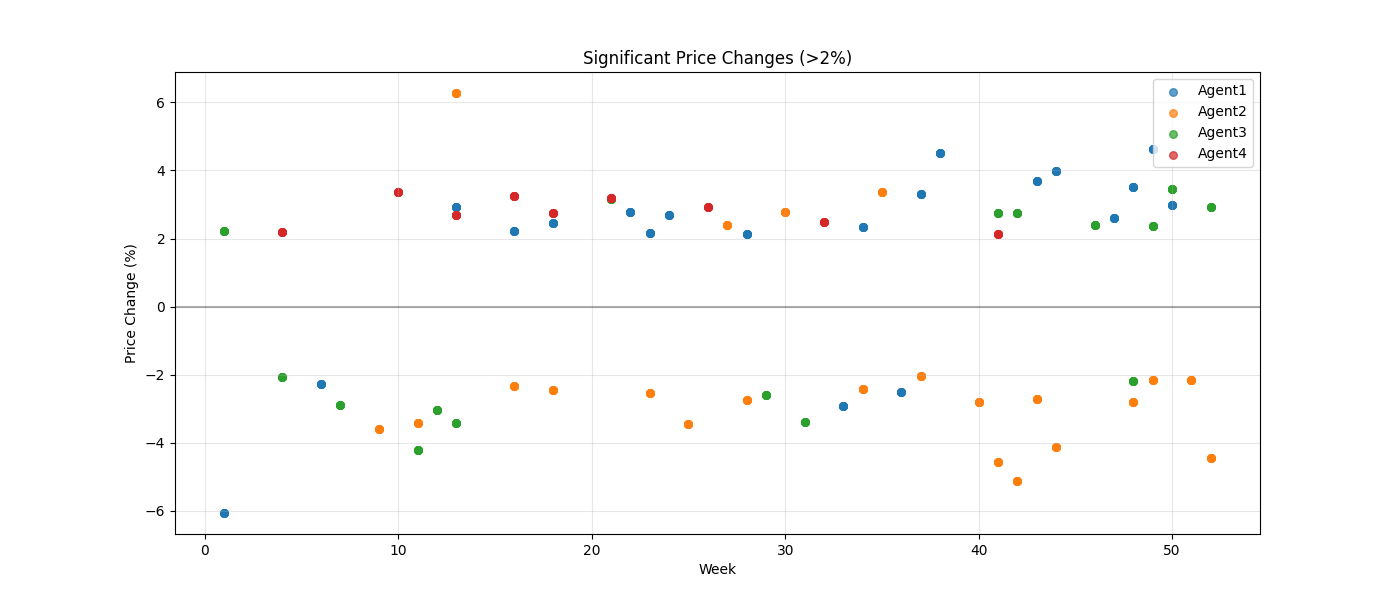 Significant Price Changes (>2%)
Agent1
Agent2
Agent3
Agent4
Price Change (%)
6
4
2
0
−2
−4
−6
0 10 20 30 40 50
Week